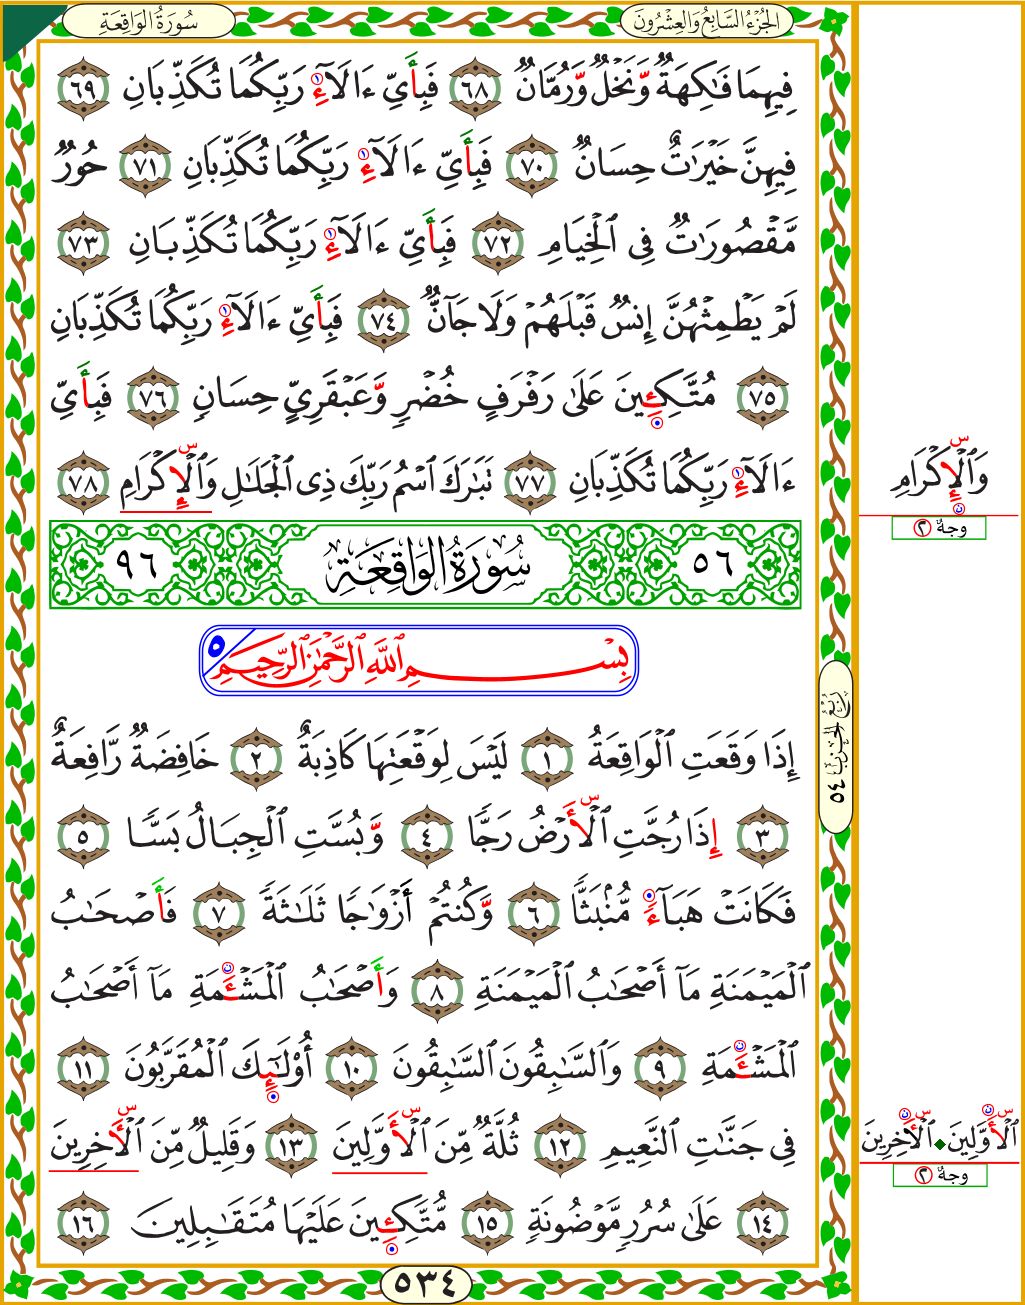 سُورَةُ الوَاقِعَةِ
الجُزْءُ السَّابِعُ وَالعِشْرُونَ
فِيهِمَا فَـٰكِهَةٌ وَّنَخْلٌ وَّرُمَّانٌ ٦٨ فَبِأَيِّ ءَالَآءِ رَبِّكُمَا تُكَذِّبَانِ ٦٩
فِيهِنَّ خَيْرَٰتٌ حِسَانٌ ٧٠ فَبِأَيِّ ءَالَآءِ رَبِّكُمَا تُكَذِّبَانِ ٧١ حُورٌ
مَّقْصُورَٰتٌ فِى ٱلْخِيَامِ ٧٢ فَبِأَيِّ ءَالَآءِ رَبِّكُمَا تُكَذِّبَانِ ٧٣
لَمْ يَطْمِثْهُنَّ إِنسٌ قَبْلَهُمْ وَلَا جَآنٌّ ٧٤ فَبِأَيِّ ءَالَآءِ رَبِّكُمَا تُكَذِّبَانِ
٧٥ مُتَّكِـِٔينَ عَلَىٰ رَفْرَفٍ خُضْرٍ وَّعَبْقَرِيٍّ حِسَانٍ ٧٦ فَبِأَيِّ
ءَالَآءِ رَبِّكُمَا تُكَذِّبَانِ ٧٧ تَبَـٰرَكَ ٱسْمُ رَبِّكَ ذِى ٱلْجَلَـٰلِ وَٱلْإِكْرَامِ ٧٨
وَٱلْإِكْرَامِ
وجهٌ ٢
٥٦ سُورَةُ الوَاقِعَةِ ٩٦
بِسْمِ ٱللَّهِ ٱلرَّحْمَـٰنِ ٱلرَّحِيمِ ٥
إِذَا وَقَعَتِ ٱلْوَاقِعَةُ ١ لَيْسَ لِوَقْعَتِهَا كَاذِبَةٌ ٢ خَافِضَةٌ رَّافِعَةٌ
٣ إِذَا رُجَّتِ ٱلْأَرْضُ رَجًّا ٤ وَّبُسَّتِ ٱلْجِبَالُ بَسًّا ٥
فَكَانَتْ هَبَآءً مُّنۢبَثًّا ٦ وَّكُنتُمْ أَزْوَٰجًا ثَلَـٰثَةً ٧ فَأَصْحَـٰبُ
ٱلْمَيْمَنَةِ مَآ أَصْحَـٰبُ ٱلْمَيْمَنَةِ ٨ وَأَصْحَـٰبُ ٱلْمَشْـَٔمَةِ مَآ أَصْحَـٰبُ
ٱلْمَشْـَٔمَةِ ٩ وَٱلسَّـٰبِقُونَ ٱلسَّـٰبِقُونَ ١٠ أُو۟لَـٰٓئِكَ ٱلْمُقَرَّبُونَ ١١
فِى جَنَّـٰتِ ٱلنَّعِيمِ ١٢ ثُلَّةٌ مِّنَ ٱلْأَوَّلِينَ ١٣ وَقَلِيلٌ مِّنَ ٱلْـَٔاخِرِينَ
١٤ عَلَىٰ سُرُرٍ مَّوْضُونَةٍ ١٥ مُّتَّكِـِٔينَ عَلَيْهَا مُتَقَـٰبِلِينَ ١٦
رُبْعُ الحِزْبِ ٥٤
ٱلْأَوَّلِينَ ٱلْـَٔاخِرِينَ
وجهٌ ٢
٥٣٤